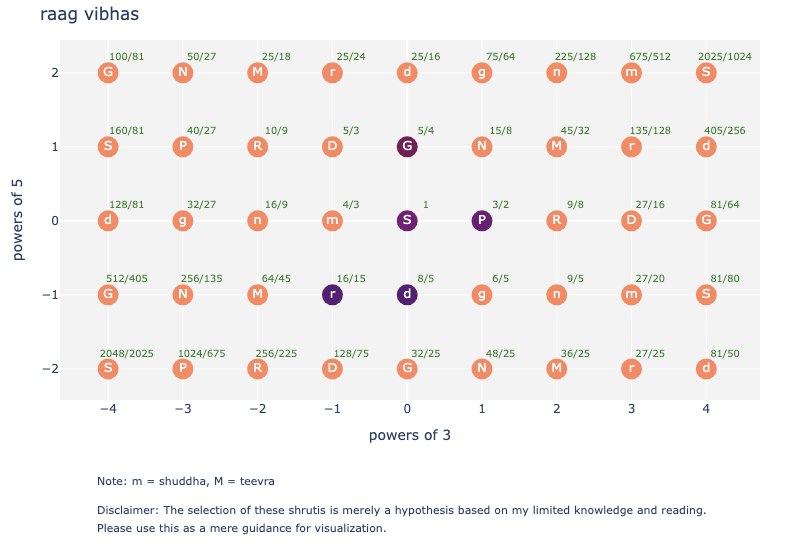 raag vibhas
100/81 50/27 25/18 25/24 25/16 75/64 225/128 675/512 2025/1024
2 G N M r d g n m S
160/81 40/27 10/9 5/3 5/4 15/8 45/32 135/128 405/256
1 S P R D G N M r d
128/81 32/27 16/9 4/3 1 3/2 9/8 27/16 81/64
0 d g n m S P R D G
512/405 256/135 64/45 16/15 8/5 6/5 9/5 27/20 81/80
−1 G N M r d g n m S
2048/2025 1024/675 256/225 128/75 32/25 48/25 36/25 27/25 81/50
−2 S P R D G N M r d
−4 −3 −2 −1 0 1 2 3 4
powers of 5
powers of 3
Note: m = shuddha, M = teevra
Disclaimer: The selection of these shrutis is merely a hypothesis based on my limited knowledge and reading.
Please use this as a mere guidance for visualization.